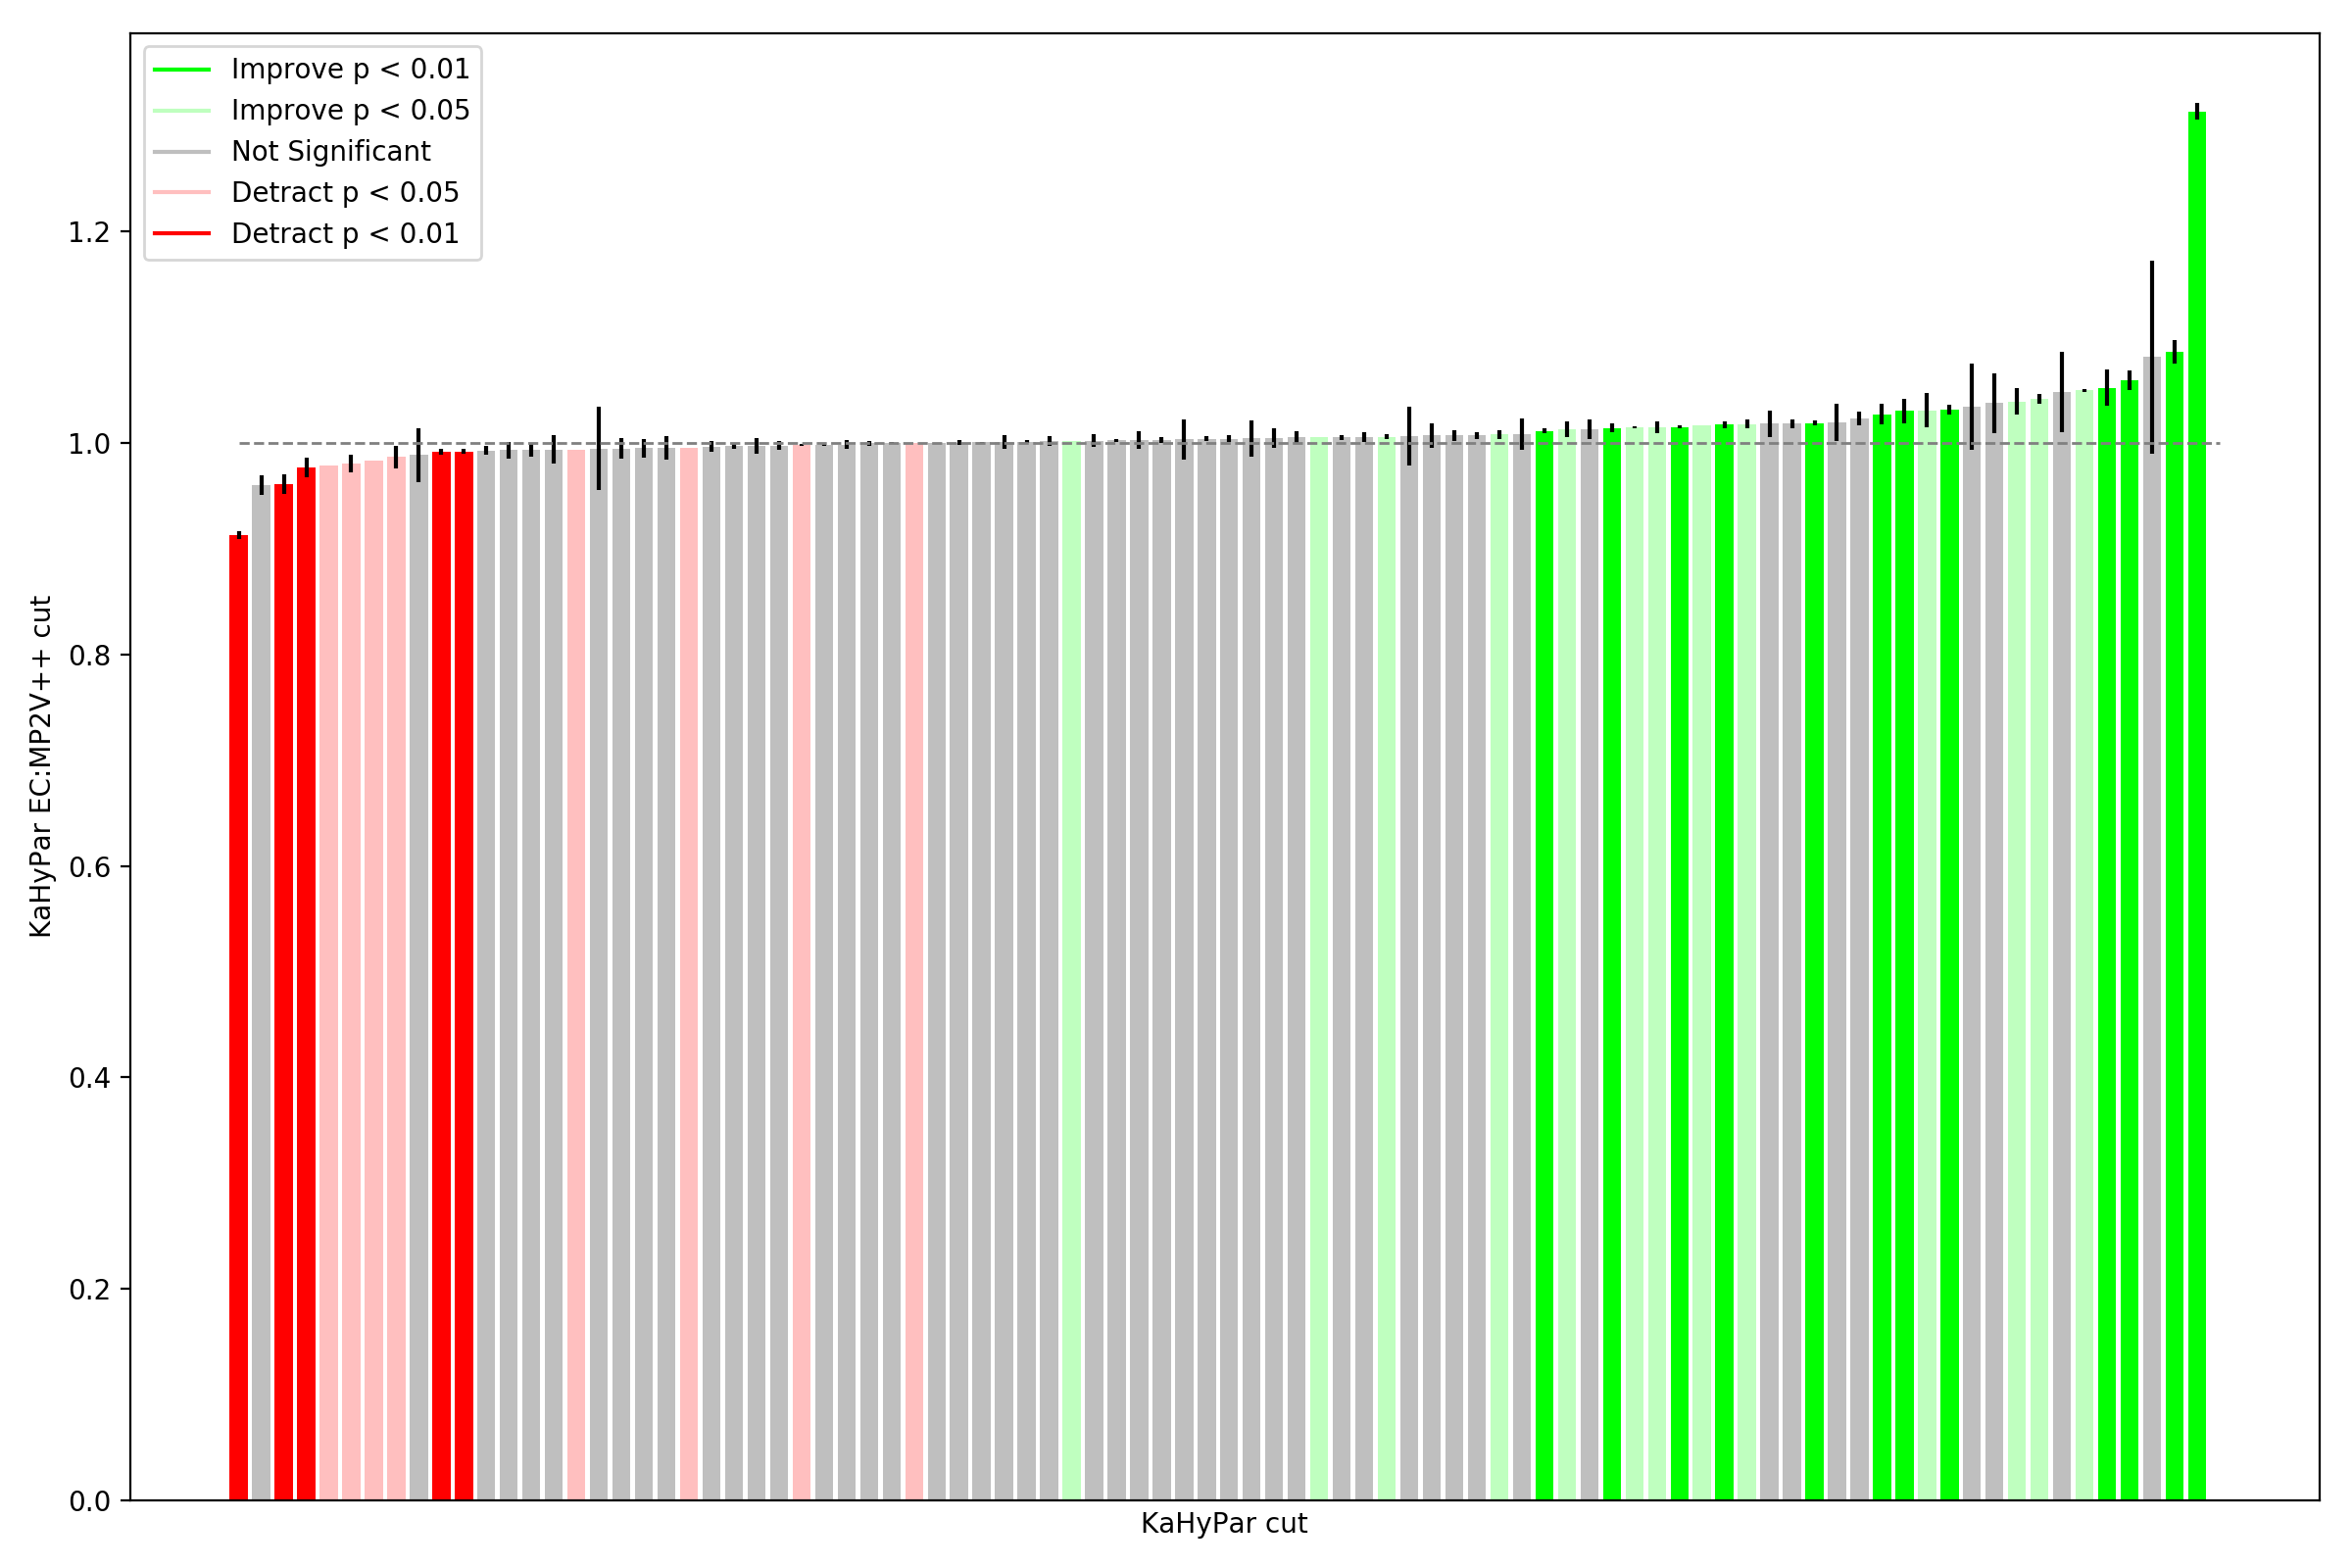 Improve p < 0.01
Improve p < 0.05
Not Significant
Detract p < 0.05
Detract p < 0.01
1.2
1.0
0.8
0.6
0.4
0.2
0.0
KaHyPar EC:MP2V++ cut
KaHyPar cut